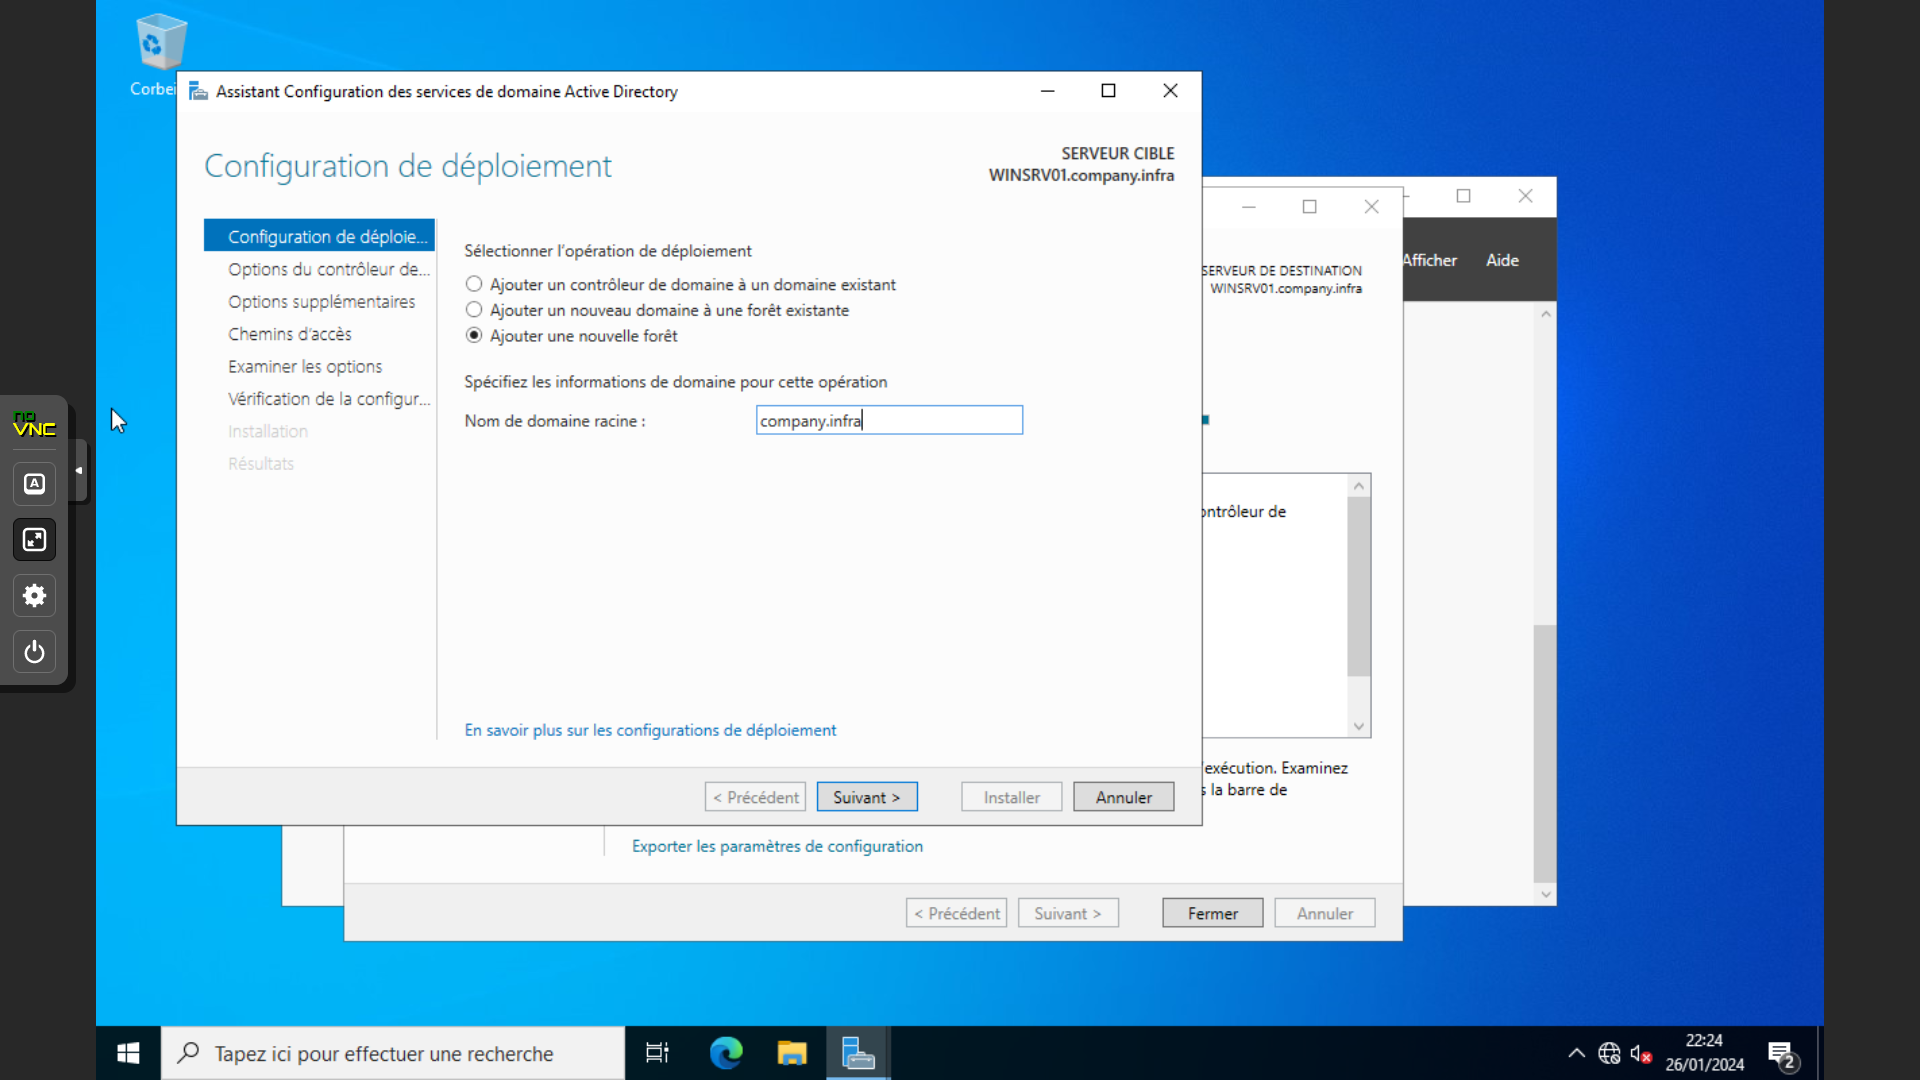 Corbei
Assistant Configuration des services de domaine Active Directory
Configuration de déploiement
SERVEUR CIBLE
WINSRV01.company.infra
Configuration de déploie...
Options du contrôleur de...
Options supplémentaires
Chemins d'accès
Examiner les options
Vérification de la configur...
Installation
Résultats
Sélectionner l'opération de déploiement
Ajouter un contrôleur de domaine à un domaine existant
Ajouter un nouveau domaine à une forêt existante
Ajouter une nouvelle forêt
Spécifiez les informations de domaine pour cette opération
Nom de domaine racine :
company.infra
En savoir plus sur les configurations de déploiement
< Précédent
Suivant >
Installer
Annuler
Afficher
Aide
SERVEUR DE DESTINATION
WINSRV01.company.infra
ontrôleur de
'exécution. Examinez
s la barre de
Exporter les paramètres de configuration
< Précédent
Suivant >
Fermer
Annuler
no
VNC
A
Tapez ici pour effectuer une recherche
22:24
26/01/2024
2